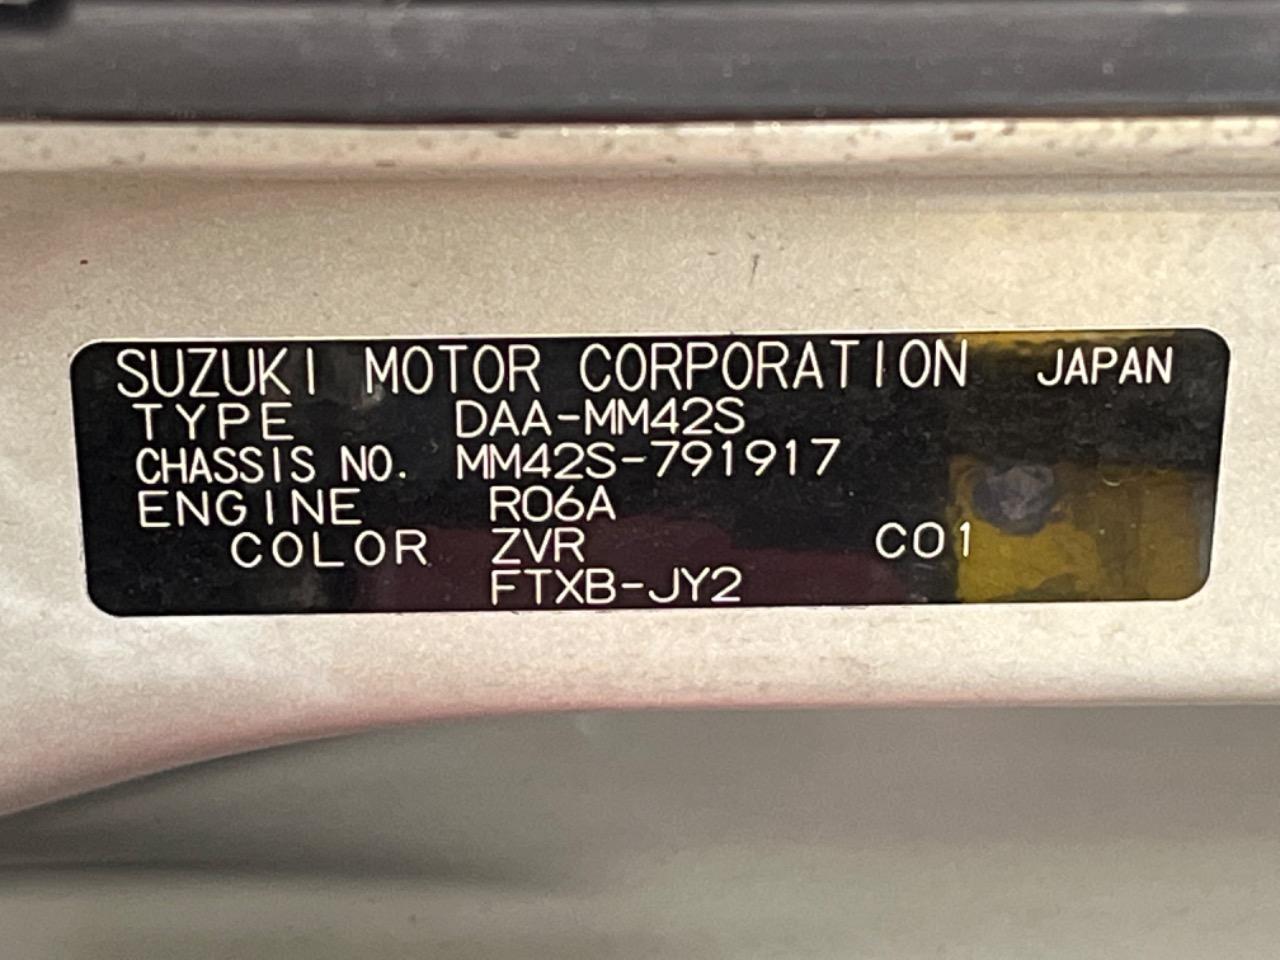 SUZUKI MOTOR CORPORATION JAPAN
TYPE DAA-MM42S
CHASSIS NO. MM42S-791917
ENGINE R06A
COLOR ZVR C01
FTXB-JY2